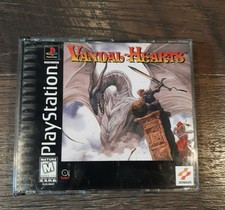 VANDAL HEARTS
PlayStation
MATURE
M
KONAMI